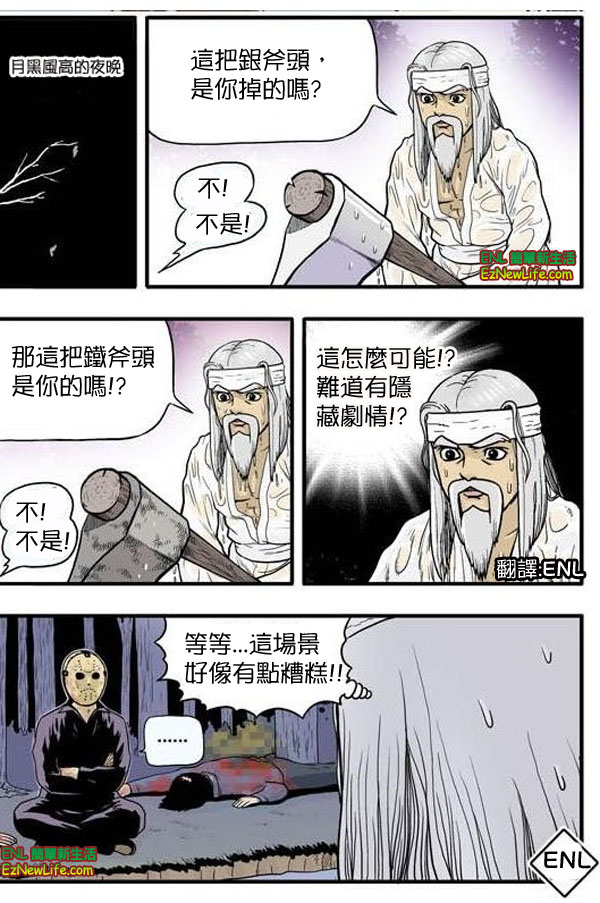 月黑風高的夜晚
這把銀斧頭，
是你掉的嗎?
不!
不是!
ENL 簡單新生活
EzNewLife.com
那這把鐵斧頭
是你的嗎!?
不!
不是!
這怎麼可能!?
難道有隱
藏劇情!?
翻譯:ENL
等等...這場景
好像有點糟糕!!
......
ENL 簡單新生活
EzNewLife.com
ENL